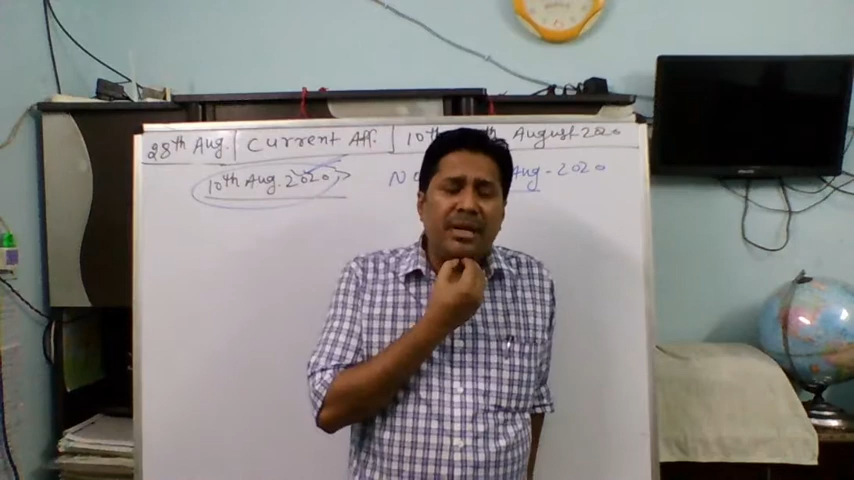 28th Aug. | Current Aff. | 10th August 2020
10th Aug. 2020 Aug - 2020